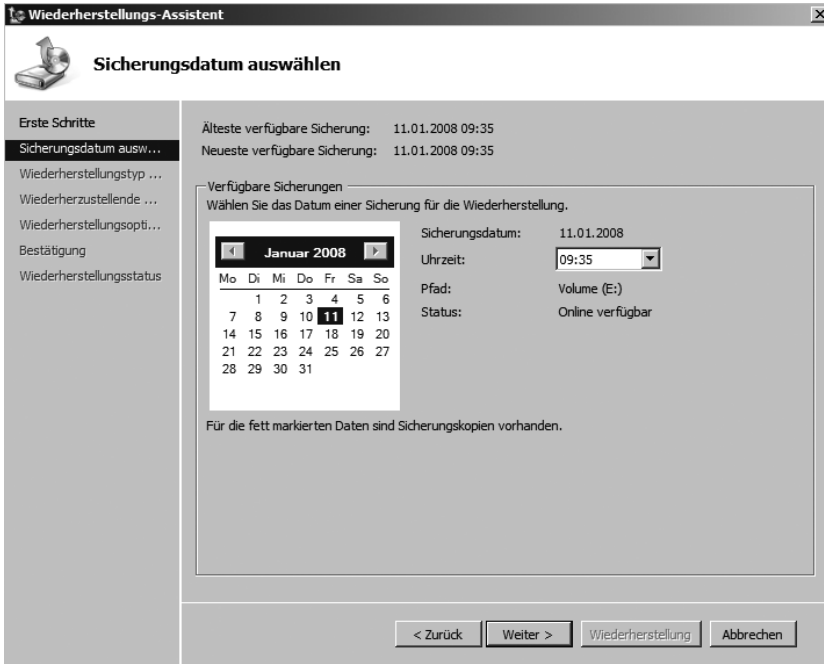 Wiederherstellungs-Assistent
Sicherungsdatum auswählen
Erste Schritte
Sicherungsdatum ausw...
Wiederherstellungstyp ...
Wiederherzustellende ...
Wiederherstellungsopti...
Bestätigung
Wiederherstellungsstatus
Älteste verfügbare Sicherung: 11.01.2008 09:35
Neueste verfügbare Sicherung: 11.01.2008 09:35
Verfügbare Sicherungen
Wählen Sie das Datum einer Sicherung für die Wiederherstellung.
Januar 2008
Mo Di Mi Do Fr Sa So
1 2 3 4 5 6
7 8 9 10 11 12 13
14 15 16 17 18 19 20
21 22 23 24 25 26 27
28 29 30 31
Sicherungsdatum: 11.01.2008
Uhrzeit: 09:35
Pfad: Volume (E:)
Status: Online verfügbar
Für die fett markierten Daten sind Sicherungskopien vorhanden.
< Zurück Weiter > Wiederherstellung Abbrechen